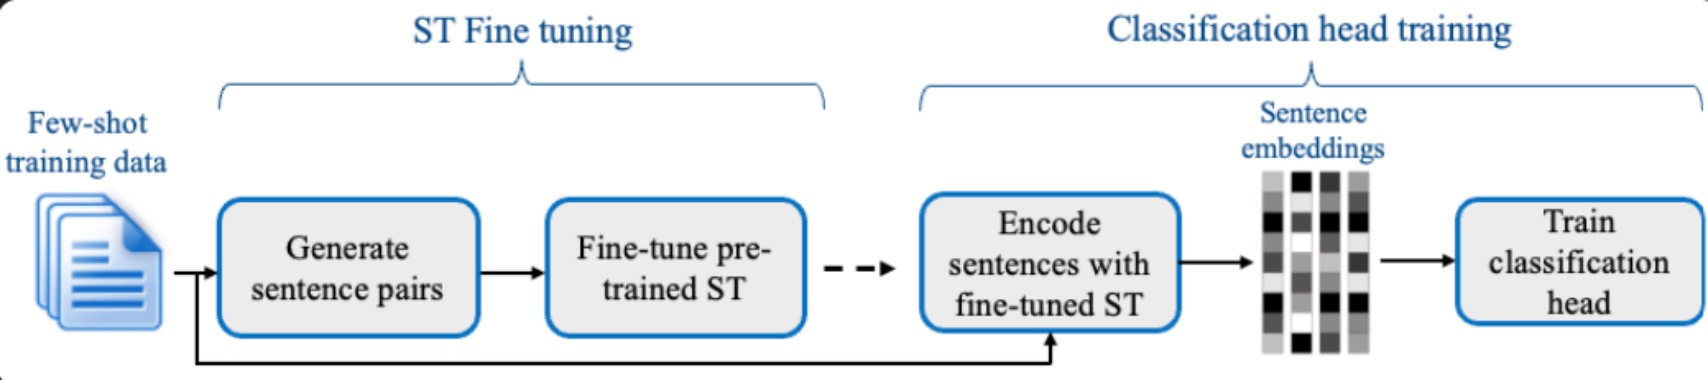 ST Fine tuning
Classification head training
Few-shot
training data
Generate
sentence pairs
Fine-tune pre-
trained ST
Encode
sentences with
fine-tuned ST
Sentence
embeddings
Train
classification
head